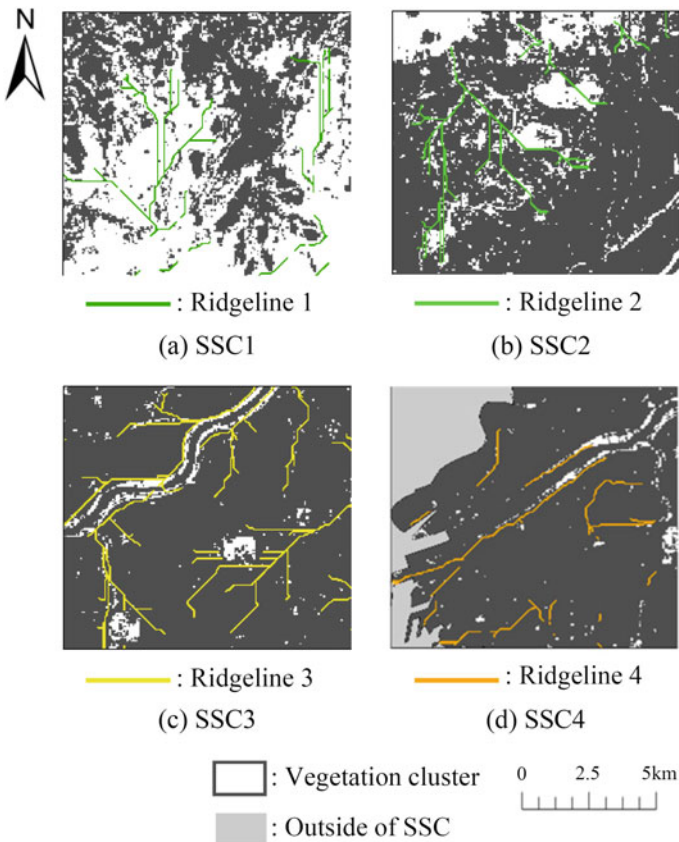 N
: Ridgeline 1
: Ridgeline 2
(a) SSC1
(b) SSC2
: Ridgeline 3
: Ridgeline 4
(c) SSC3
(d) SSC4
: Vegetation cluster
0 2.5 5km
: Outside of SSC